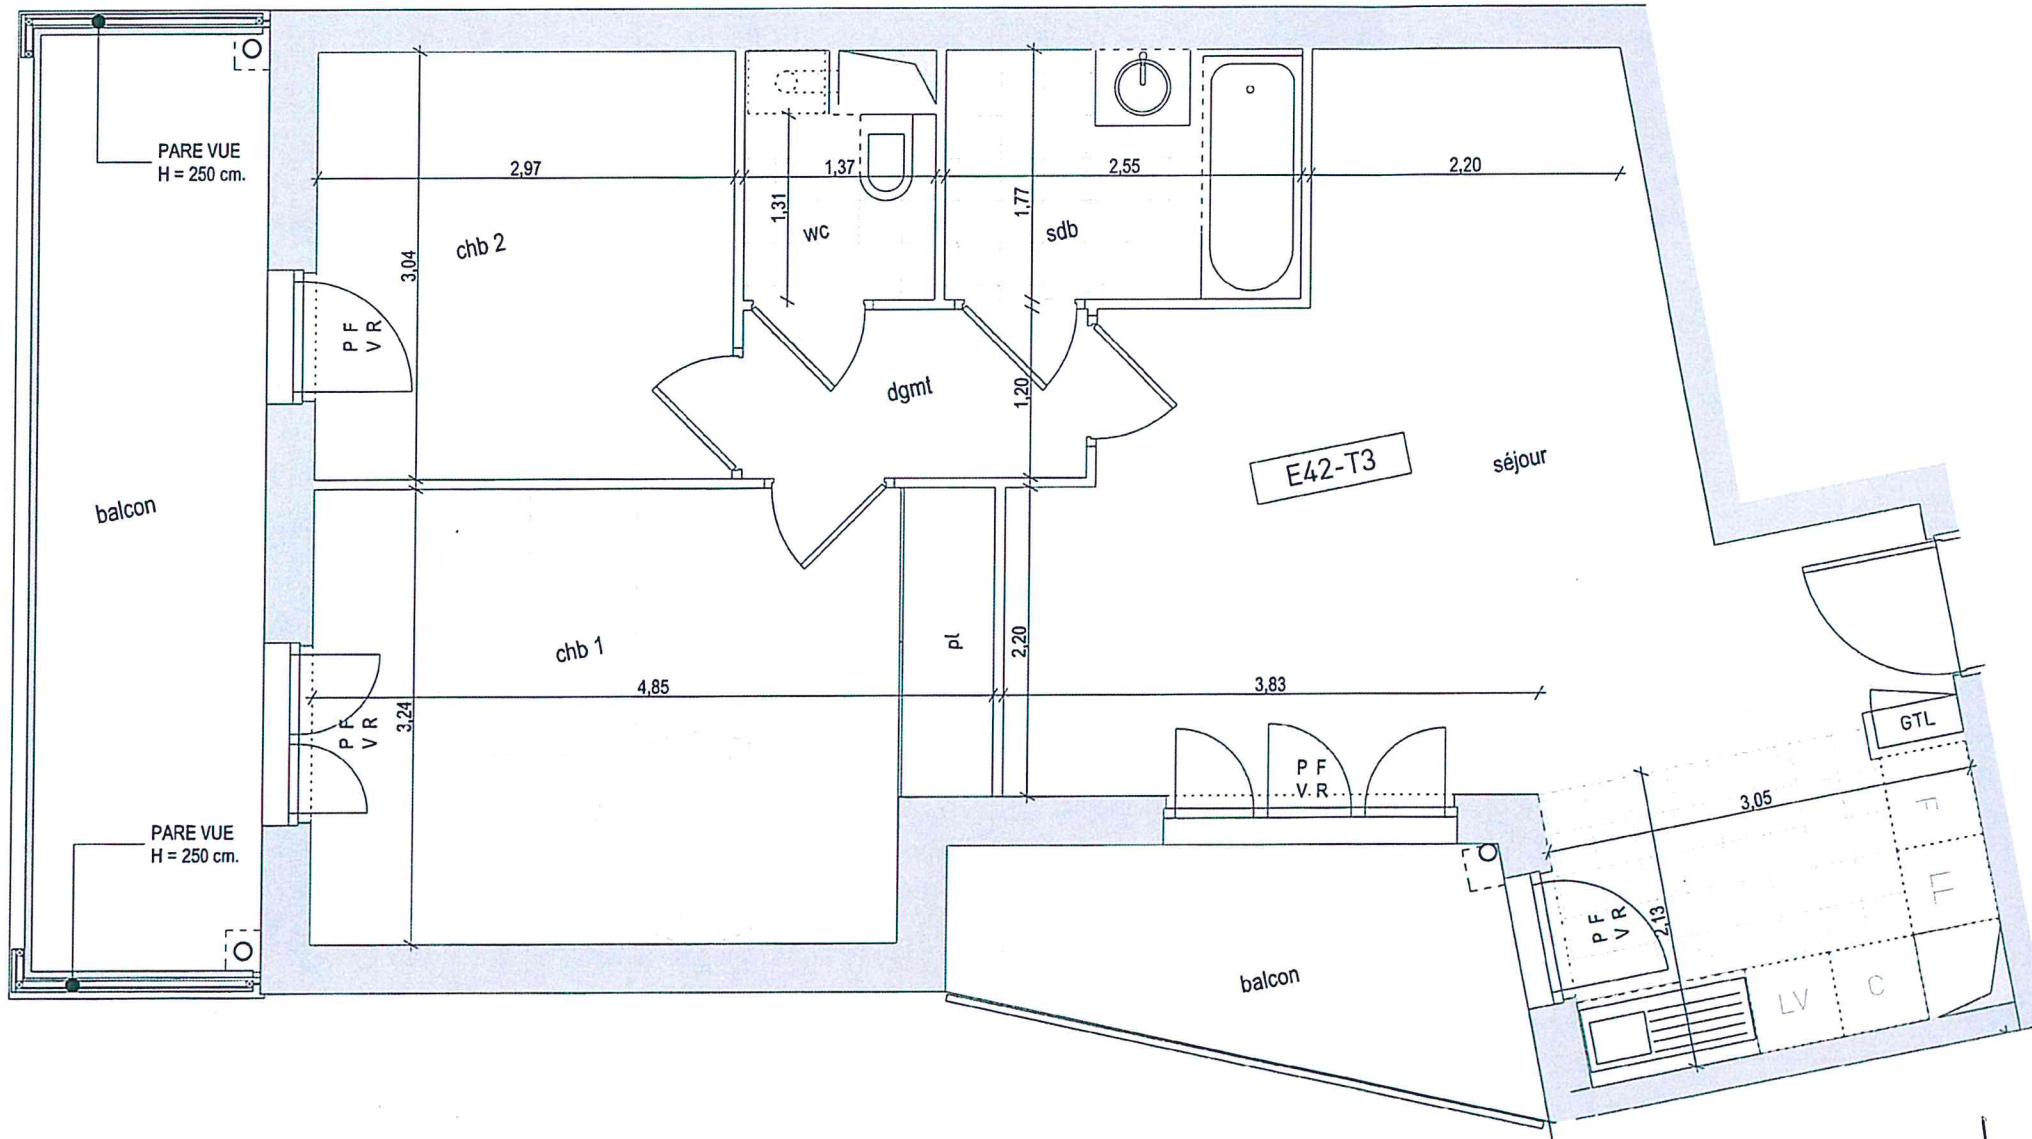 PARE VUE
H = 250 cm.
2,97
1,37
2,55
2,20
1,31
1,77
chb 2
wc
sdb
3,04
P F
V R
dgmt
1,20
E42-T3
séjour
balcon
chb 1
pl
2,20
4,85
3,83
3,24
P F
V R
GTL
P F
V R
3,05
F
PARE VUE
H = 250 cm.
P F
V R
2,13
balcon
LV
C